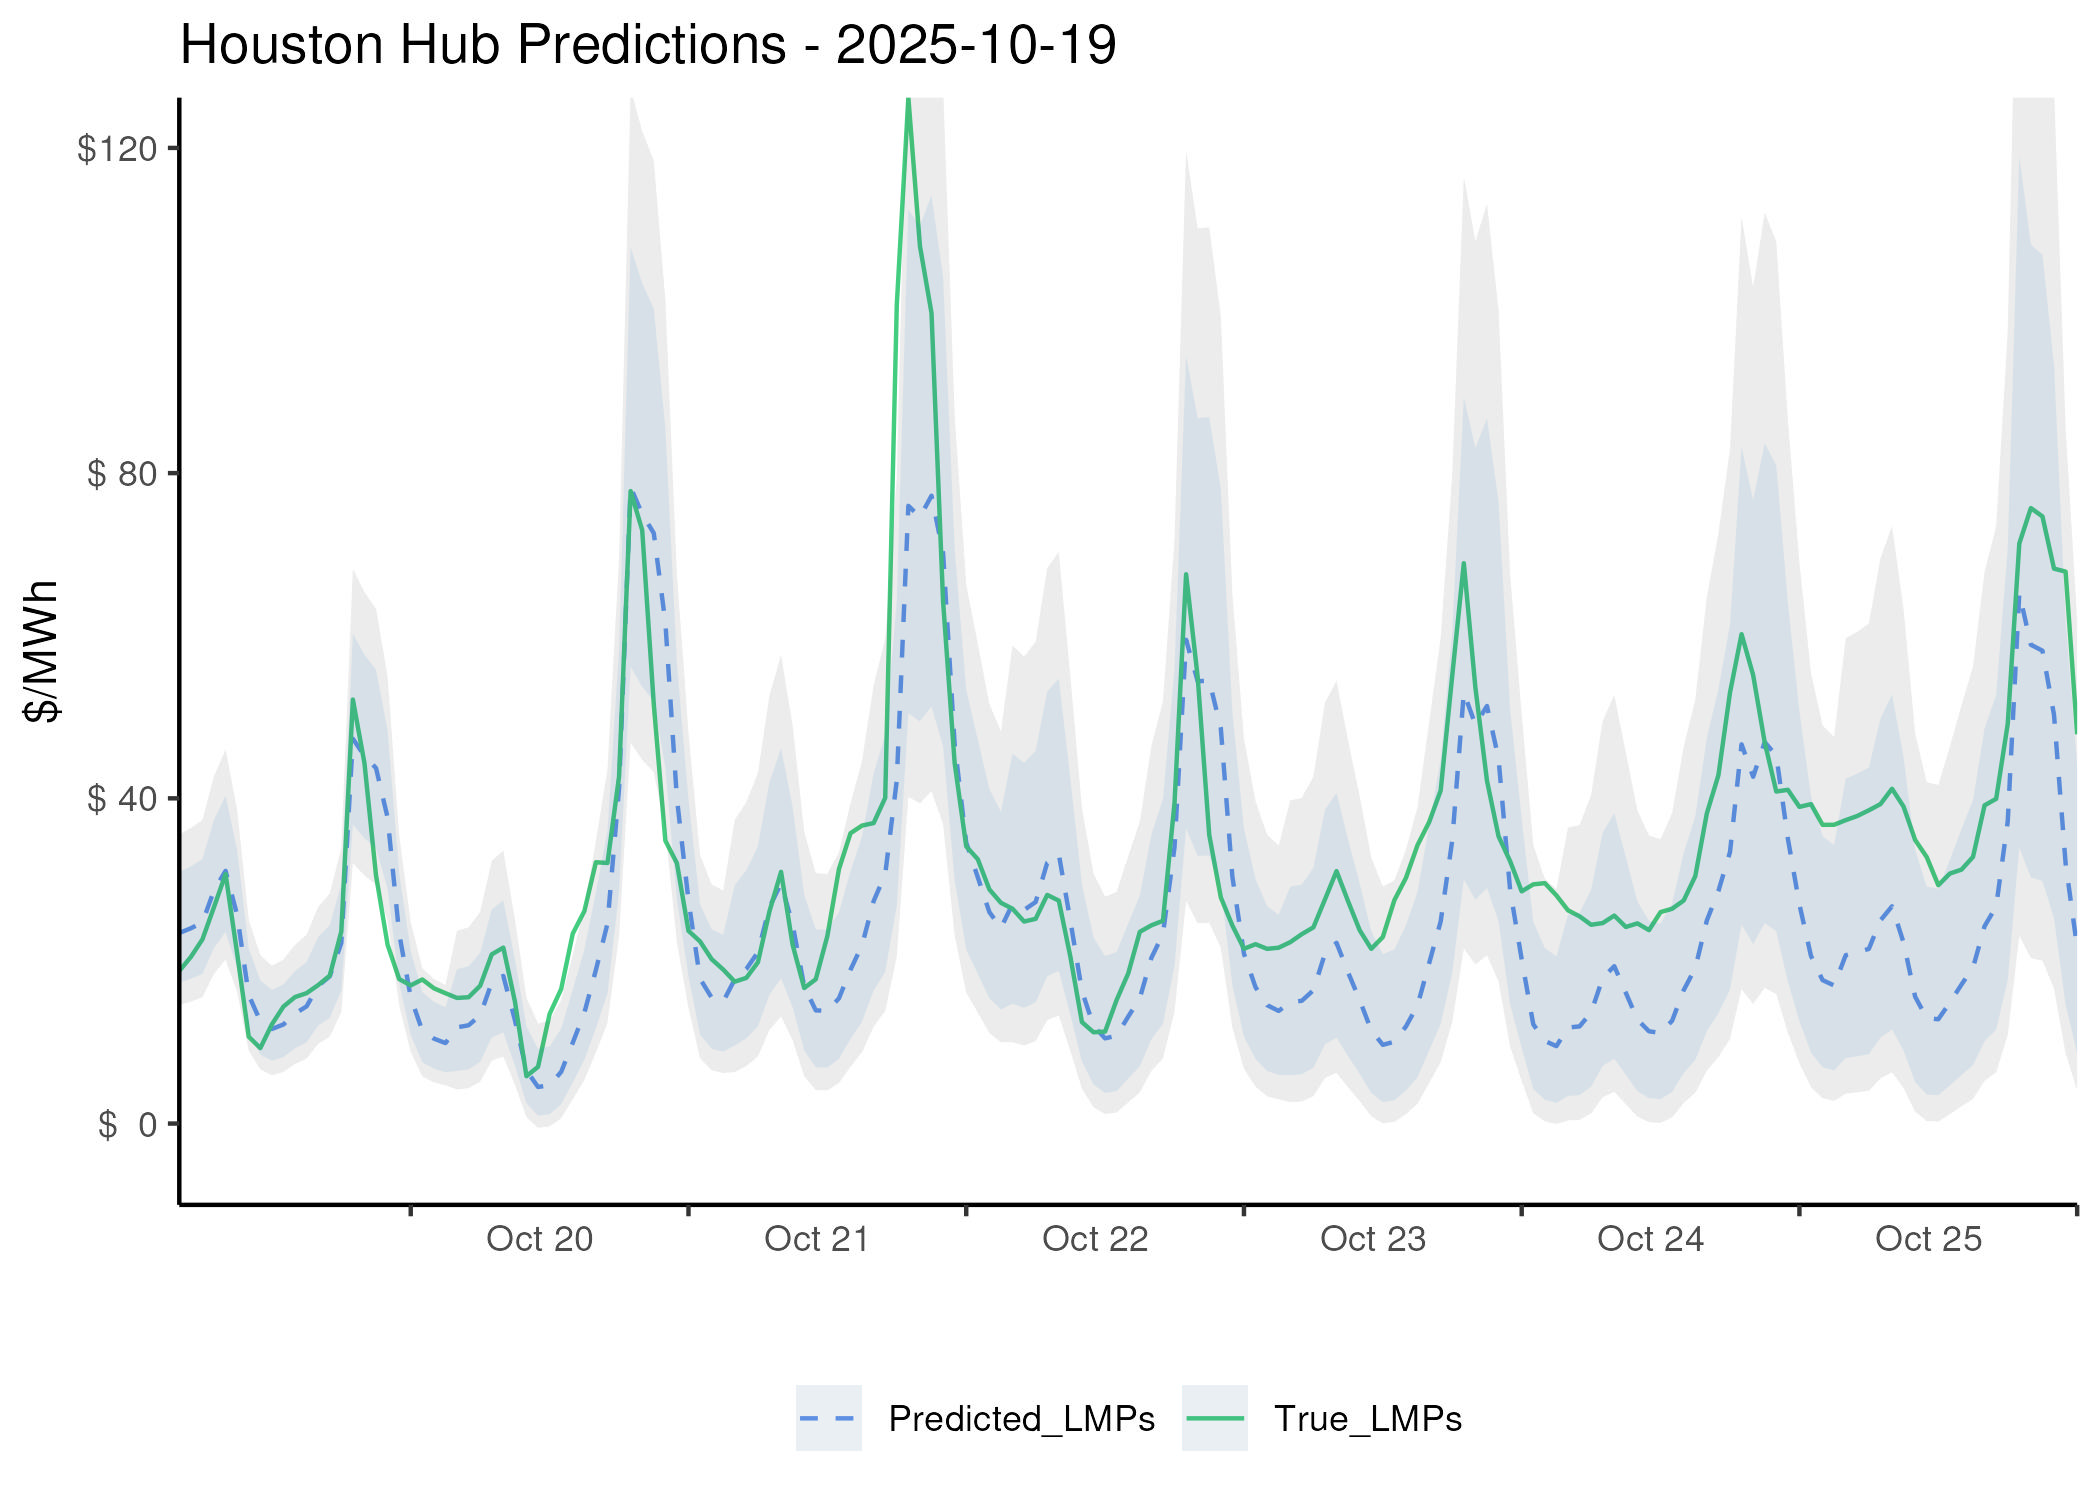 Houston Hub Predictions - 2025-10-19
$120
$ 80
$ 40
$ 0
$/MWh
Oct 20 Oct 21 Oct 22 Oct 23 Oct 24 Oct 25
Predicted_LMPs True_LMPs